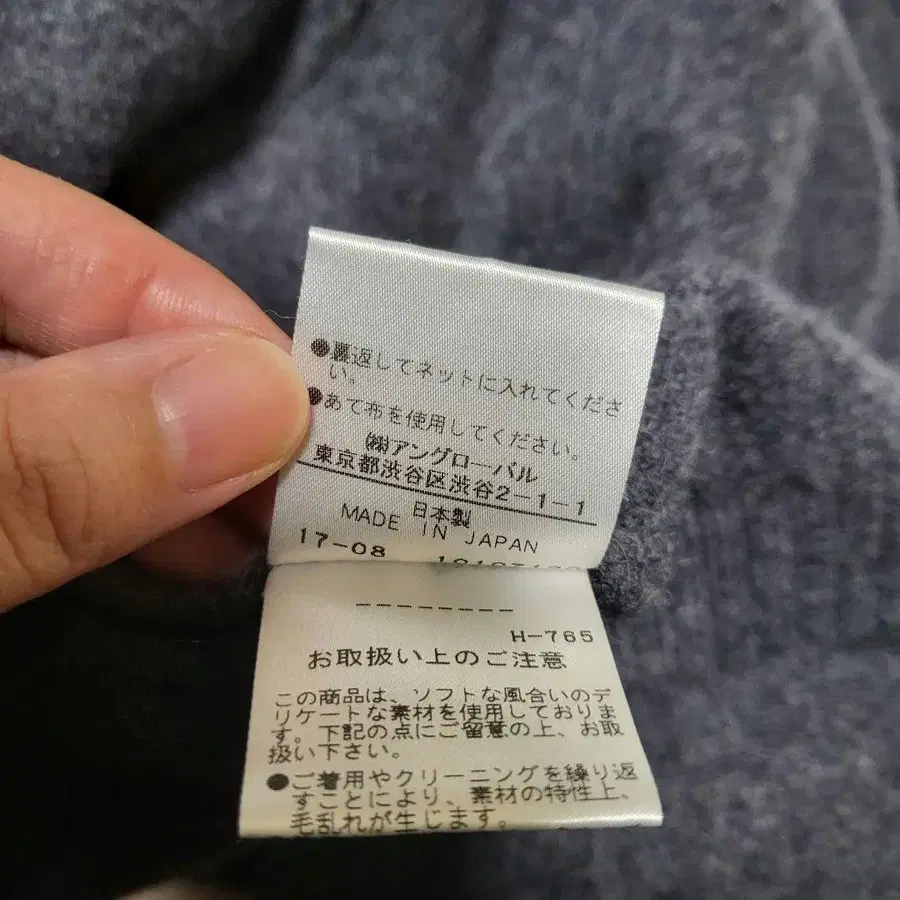 ●裏返してネットに入れてくださ
い。
●あて布を使用してください。
㈱アングローバル
東京都渋谷区渋谷2-1-1
日本製
MADE IN JAPAN
17-08
--------
H-765
お取扱い上のご注意
この商品は、ソフトな風合いのデ
リケートな素材を使用しておりま
す。下記の点にご留意の上、お取
扱い下さい。
●ご着用やクリーニングを繰り返
すことにより、素材の特性上、
毛乱れが生じます。